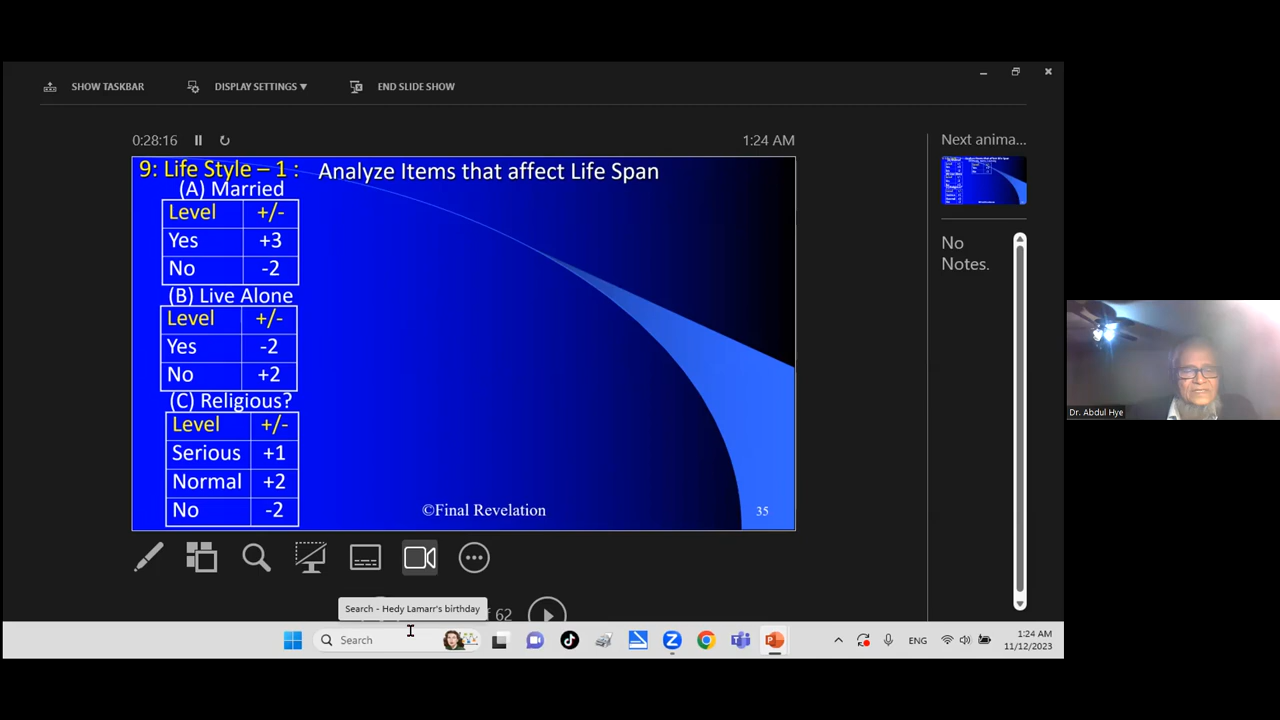 SHOW TASKBAR DISPLAY SETTINGS ▼ END SLIDE SHOW
0:28:16 1:24 AM
Next anima...
9: Life Style – 1 : Analyze Items that affect Life Span
(A) Married
Level +/-
Yes +3
No -2
(B) Live Alone
Level +/-
Yes -2
No +2
(C) Religious?
Level +/-
Serious +1
Normal +2
No -2
©Final Revelation 35
No
Notes.
Dr. Abdul Hye
Search - Hedy Lamarr's birthday
62
Search
ENG
1:24 AM
11/12/2023